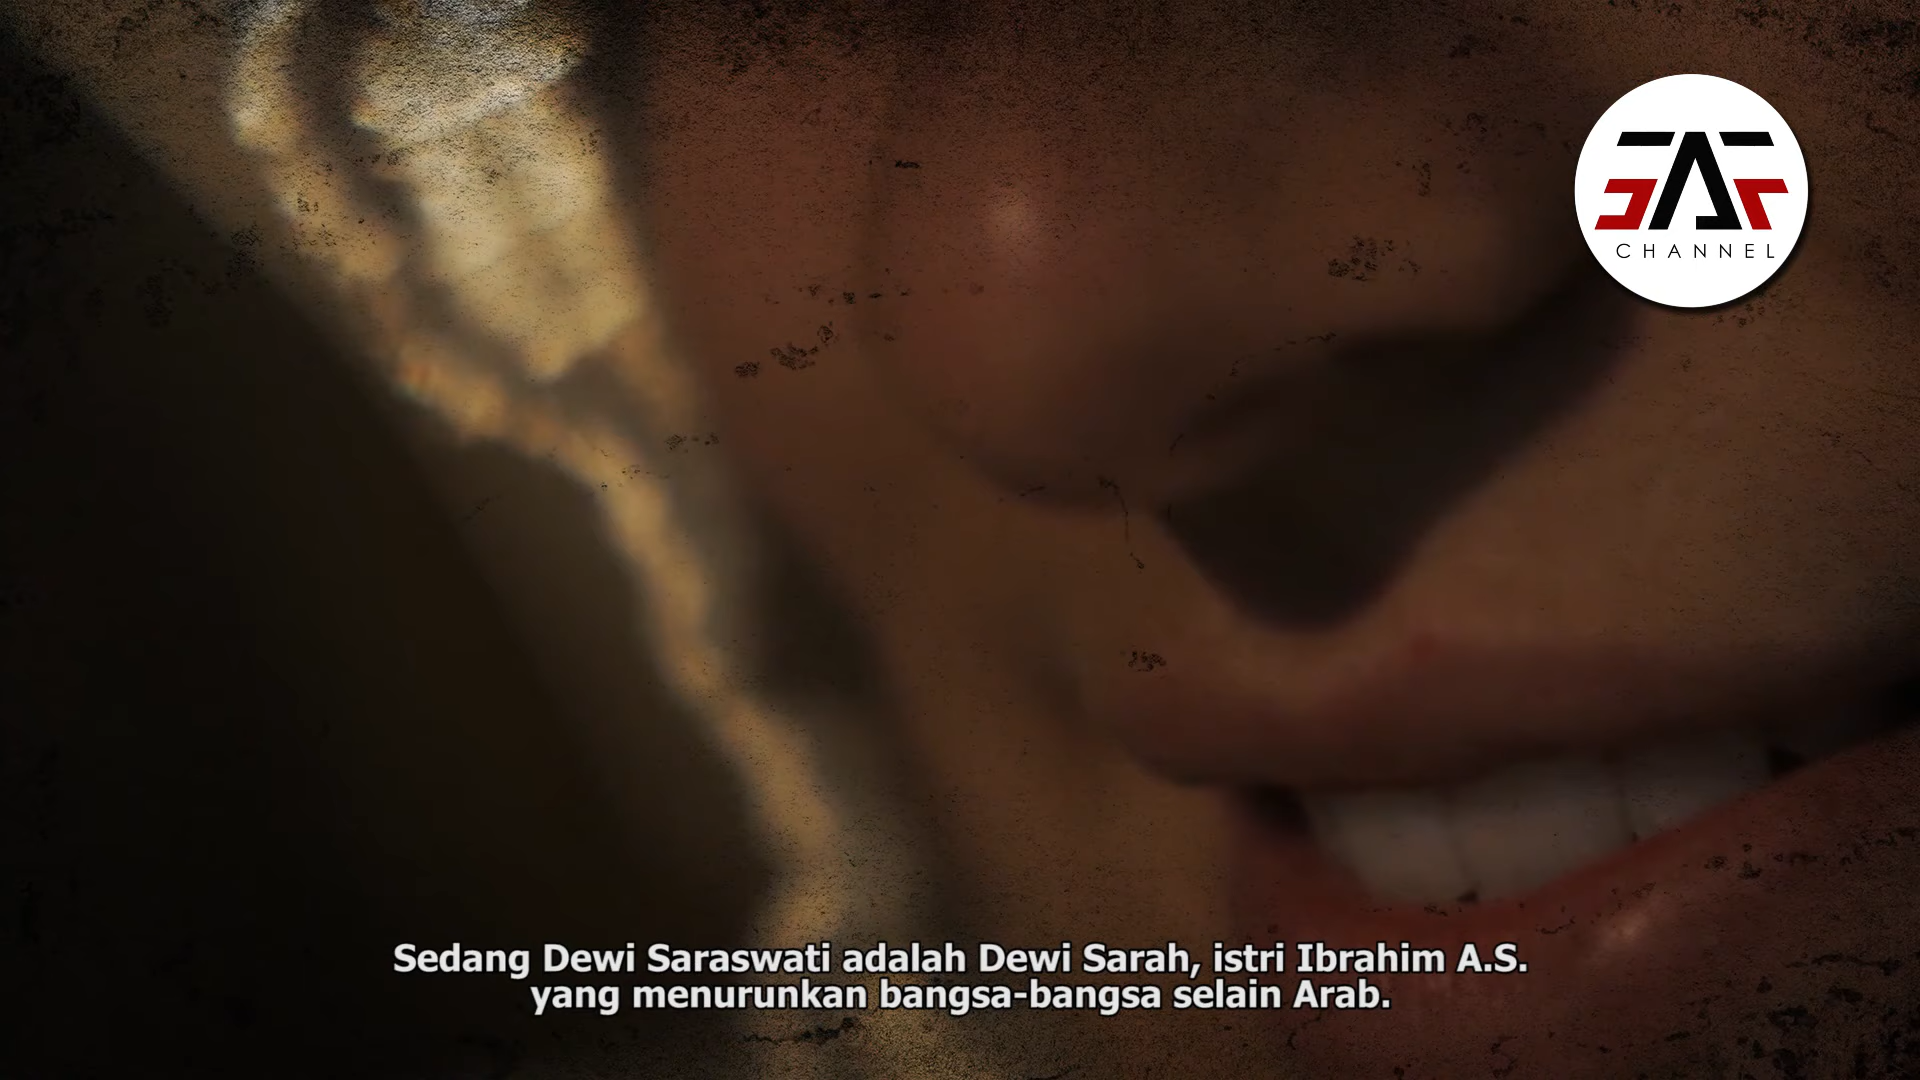 CHANNEL
Sedang Dewi Saraswati adalah Dewi Sarah, istri Ibrahim A.S.
yang menurunkan bangsa-bangsa selain Arab.